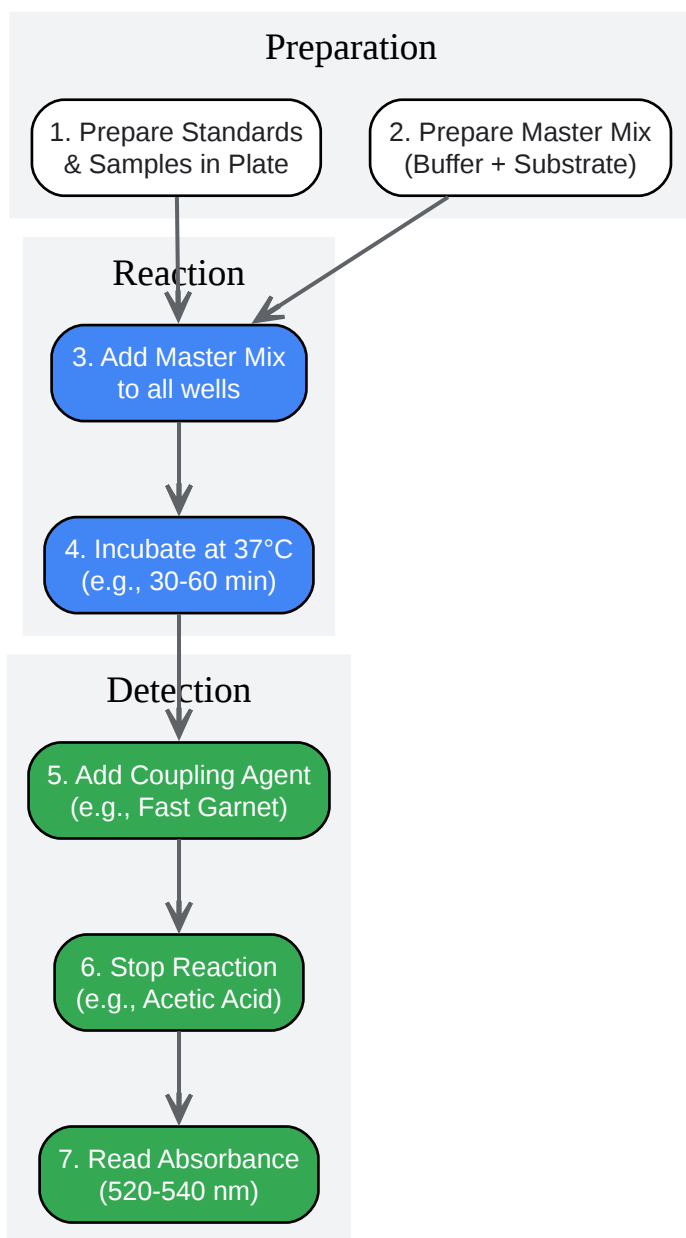 Preparation
1. Prepare Standards
& Samples in Plate
2. Prepare Master Mix
(Buffer + Substrate)
Reaction
3. Add Master Mix
to all wells
4. Incubate at 37°C
(e.g., 30-60 min)
Detection
5. Add Coupling Agent
(e.g., Fast Garnet)
6. Stop Reaction
(e.g., Acetic Acid)
7. Read Absorbance
(520-540 nm)